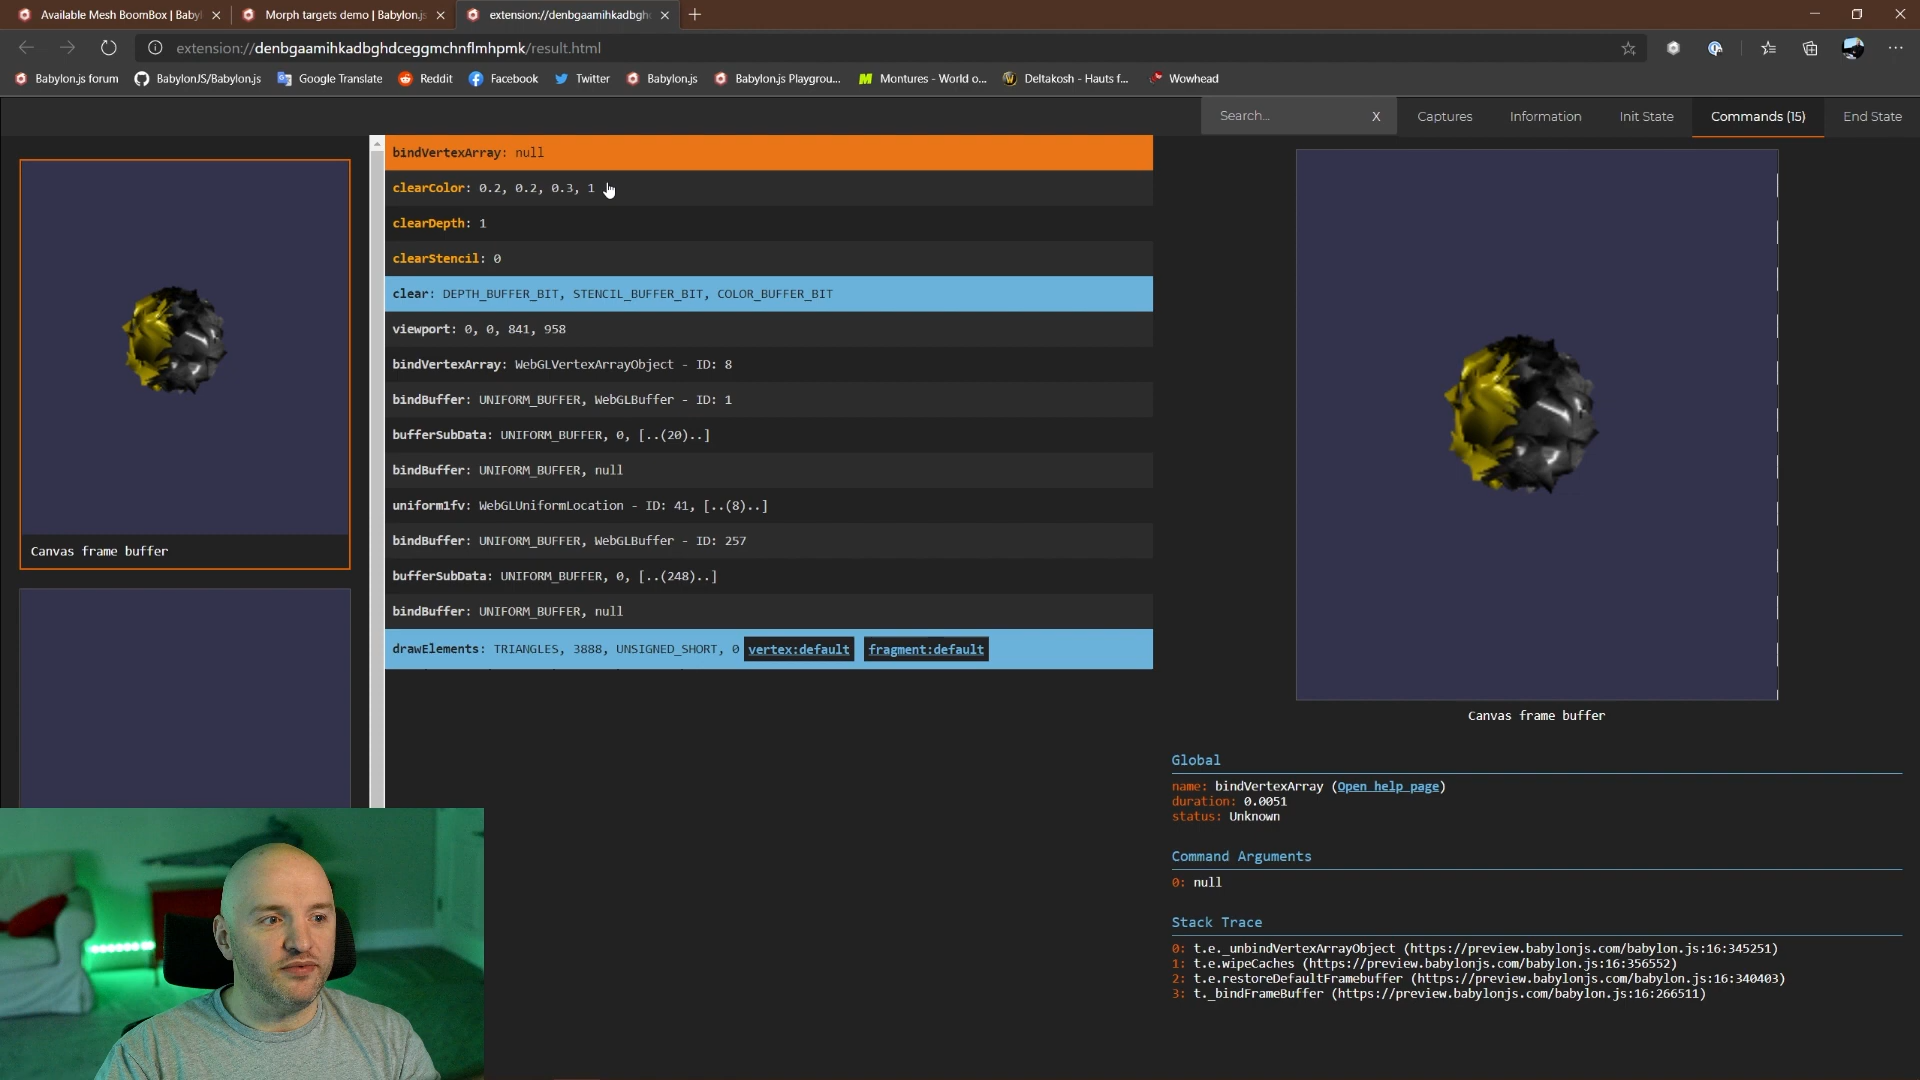 Available Mesh BoomBox | Baby
Morph targets demo | Babylon.js
extension://denbgaamihkadbgh
extension://denbgaamihkadbghdceggmchnflmhpmk/result.html
Babylon.js forum
BabylonJS/Babylon.js
Google Translate
Reddit
Facebook
Twitter
Babylon.js
Babylon.js Playgrou...
Montures - World o...
Deltakosh - Hauts f...
Wowhead
Search...
X
Captures
Information
Init State
Commands (15)
End State
Canvas frame buffer
bindVertexArray: null
clearColor: 0.2, 0.2, 0.3, 1
clearDepth: 1
clearStencil: 0
clear: DEPTH_BUFFER_BIT, STENCIL_BUFFER_BIT, COLOR_BUFFER_BIT
viewport: 0, 0, 841, 958
bindVertexArray: WebGLVertexArrayObject - ID: 8
bindBuffer: UNIFORM_BUFFER, WebGLBuffer - ID: 1
bufferSubData: UNIFORM_BUFFER, 0, [..(20)..]
bindBuffer: UNIFORM_BUFFER, null
uniform1fv: WebGLUniformLocation - ID: 41, [..(8)..]
bindBuffer: UNIFORM_BUFFER, WebGLBuffer - ID: 257
bufferSubData: UNIFORM_BUFFER, 0, [..(248)..]
bindBuffer: UNIFORM_BUFFER, null
drawElements: TRIANGLES, 3888, UNSIGNED_SHORT, 0 vertex:default fragment:default
Canvas frame buffer
Global
name: bindVertexArray (Open help page)
duration: 0.0051
status: Unknown
Command Arguments
0: null
Stack Trace
0: t.e._unbindVertexArrayObject (https://preview.babylonjs.com/babylon.js:16:345251)
1: t.e.wipeCaches (https://preview.babylonjs.com/babylon.js:16:356552)
2: t.e.restoreDefaultFramebuffer (https://preview.babylonjs.com/babylon.js:16:340403)
3: t._bindFrameBuffer (https://preview.babylonjs.com/babylon.js:16:266511)